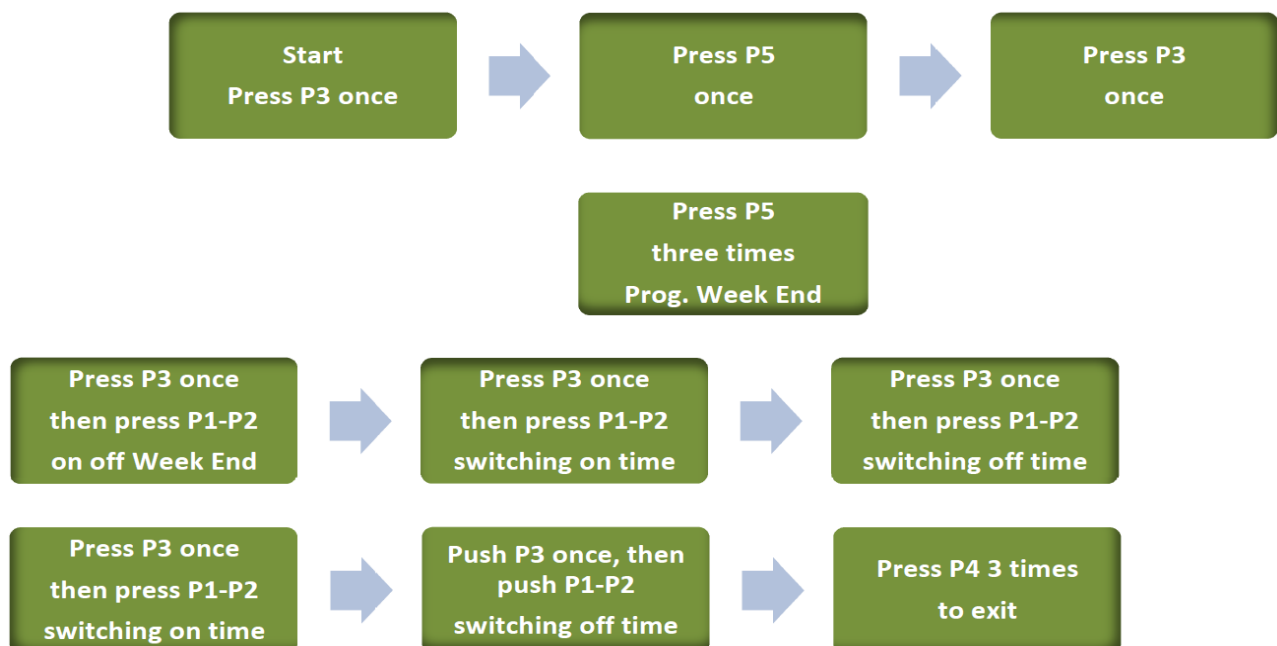 Start
Press P3 once
Press P5
once
Press P3
once
Press P5
three times
Prog. Week End
Press P3 once
then press P1-P2
on off Week End
Press P3 once
then press P1-P2
switching on time
Press P3 once
then press P1-P2
switching off time
Press P3 once
then press P1-P2
switching on time
Push P3 once, then
push P1-P2
switching off time
Press P4 3 times
to exit